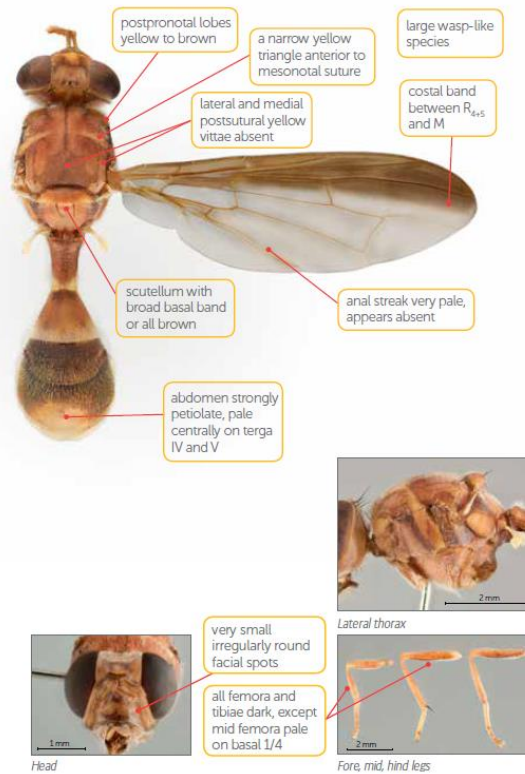 postpronotal lobes
yellow to brown
a narrow yellow
triangle anterior to
mesonotal suture
large wasp-like
species
lateral and medial
postsutural yellow
vittae absent
costal band
between R4+5
and M
scutellum with
broad basal band
or all brown
anal streak very pale,
appears absent
abdomen strongly
petiolate, pale
centrally on terga
IV and V
2 mm
Lateral thorax
very small
irregularly round
facial spots
all femora and
tibiae dark, except
mid femora pale
on basal 1/4
1 mm
Head
2 mm
Fore, mid, hind legs